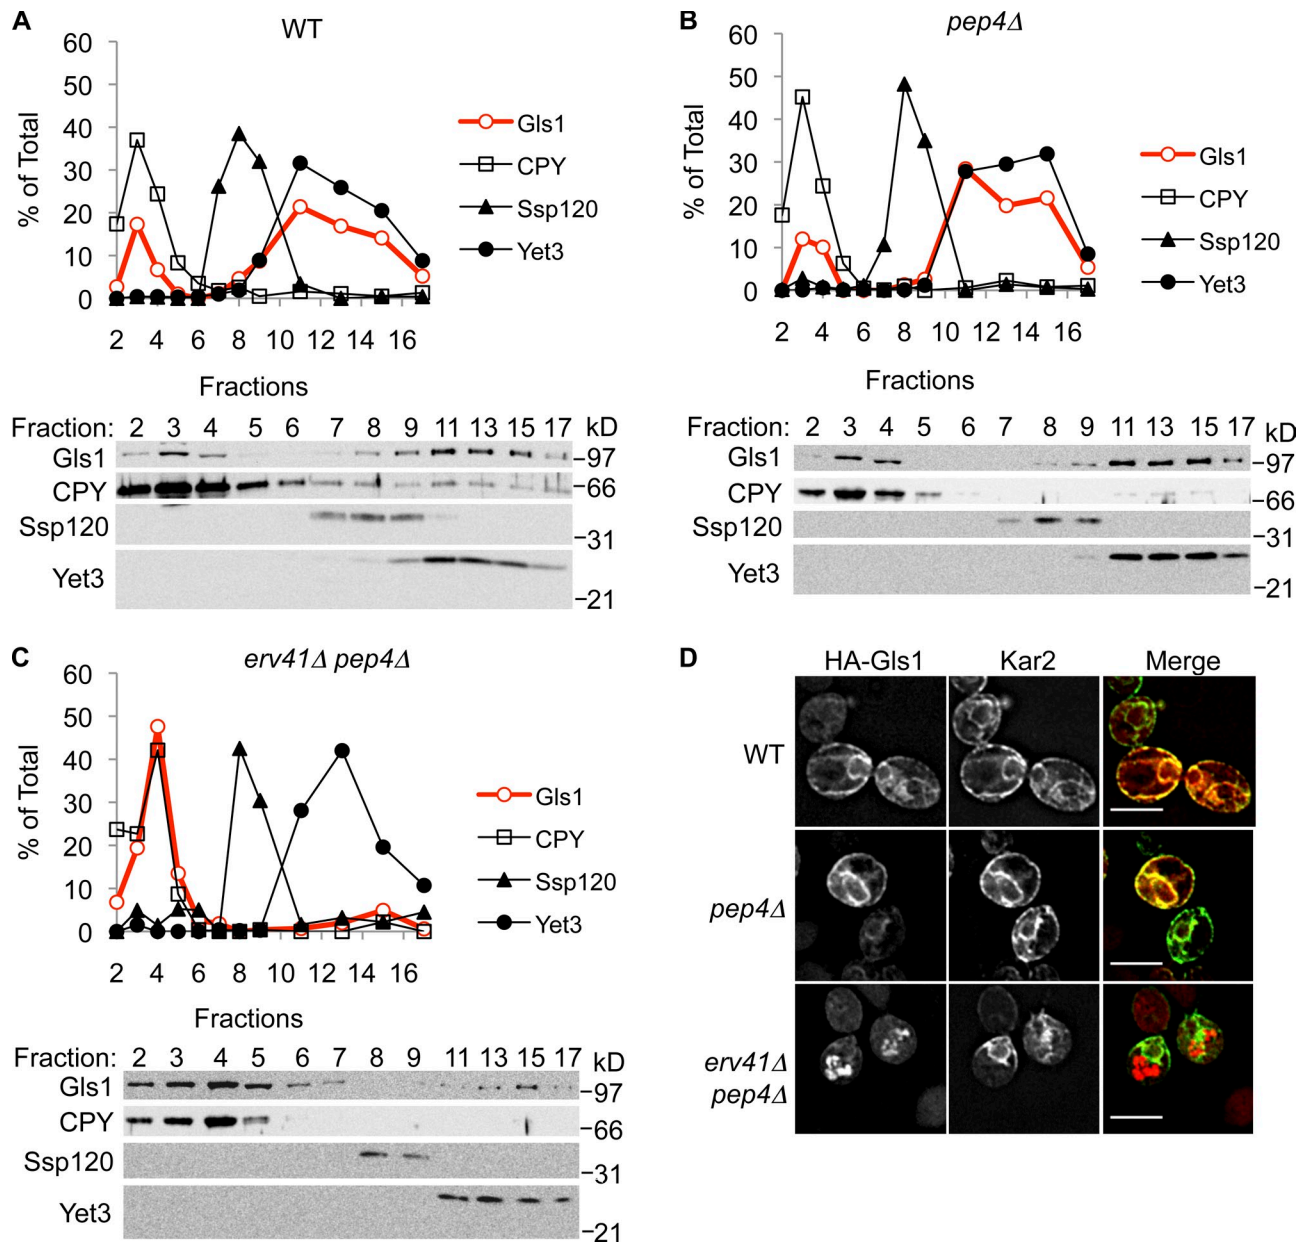 A
WT
60
50
40
30
20
10
0
% of Total
2 4 6 8 10 12 14 16
Fractions
Gls1
CPY
Ssp120
Yet3
Fraction: 2 3 4 5 6 7 8 9 11 13 15 17 kD
Gls1 –97
CPY –66
Ssp120 –31
Yet3 –21
B
pep4Δ
60
50
40
30
20
10
0
% of Total
2 4 6 8 10 12 14 16
Fractions
Gls1
CPY
Ssp120
Yet3
Fraction: 2 3 4 5 6 7 8 9 11 13 15 17 kD
Gls1 –97
CPY –66
Ssp120 –31
Yet3 –21
C
erv41Δ pep4Δ
60
50
40
30
20
10
0
% of Total
2 4 6 8 10 12 14 16
Fractions
Gls1
CPY
Ssp120
Yet3
Fraction: 2 3 4 5 6 7 8 9 11 13 15 17 kD
Gls1 –97
CPY –66
Ssp120 –31
Yet3 –21
D
HA-Gls1 Kar2 Merge
WT
pep4Δ
erv41Δ
pep4Δ